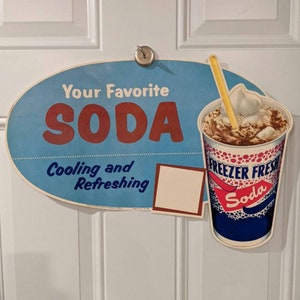 Your Favorite
SODA
Cooling and
Refreshing
FREEZER FRESH
Soda